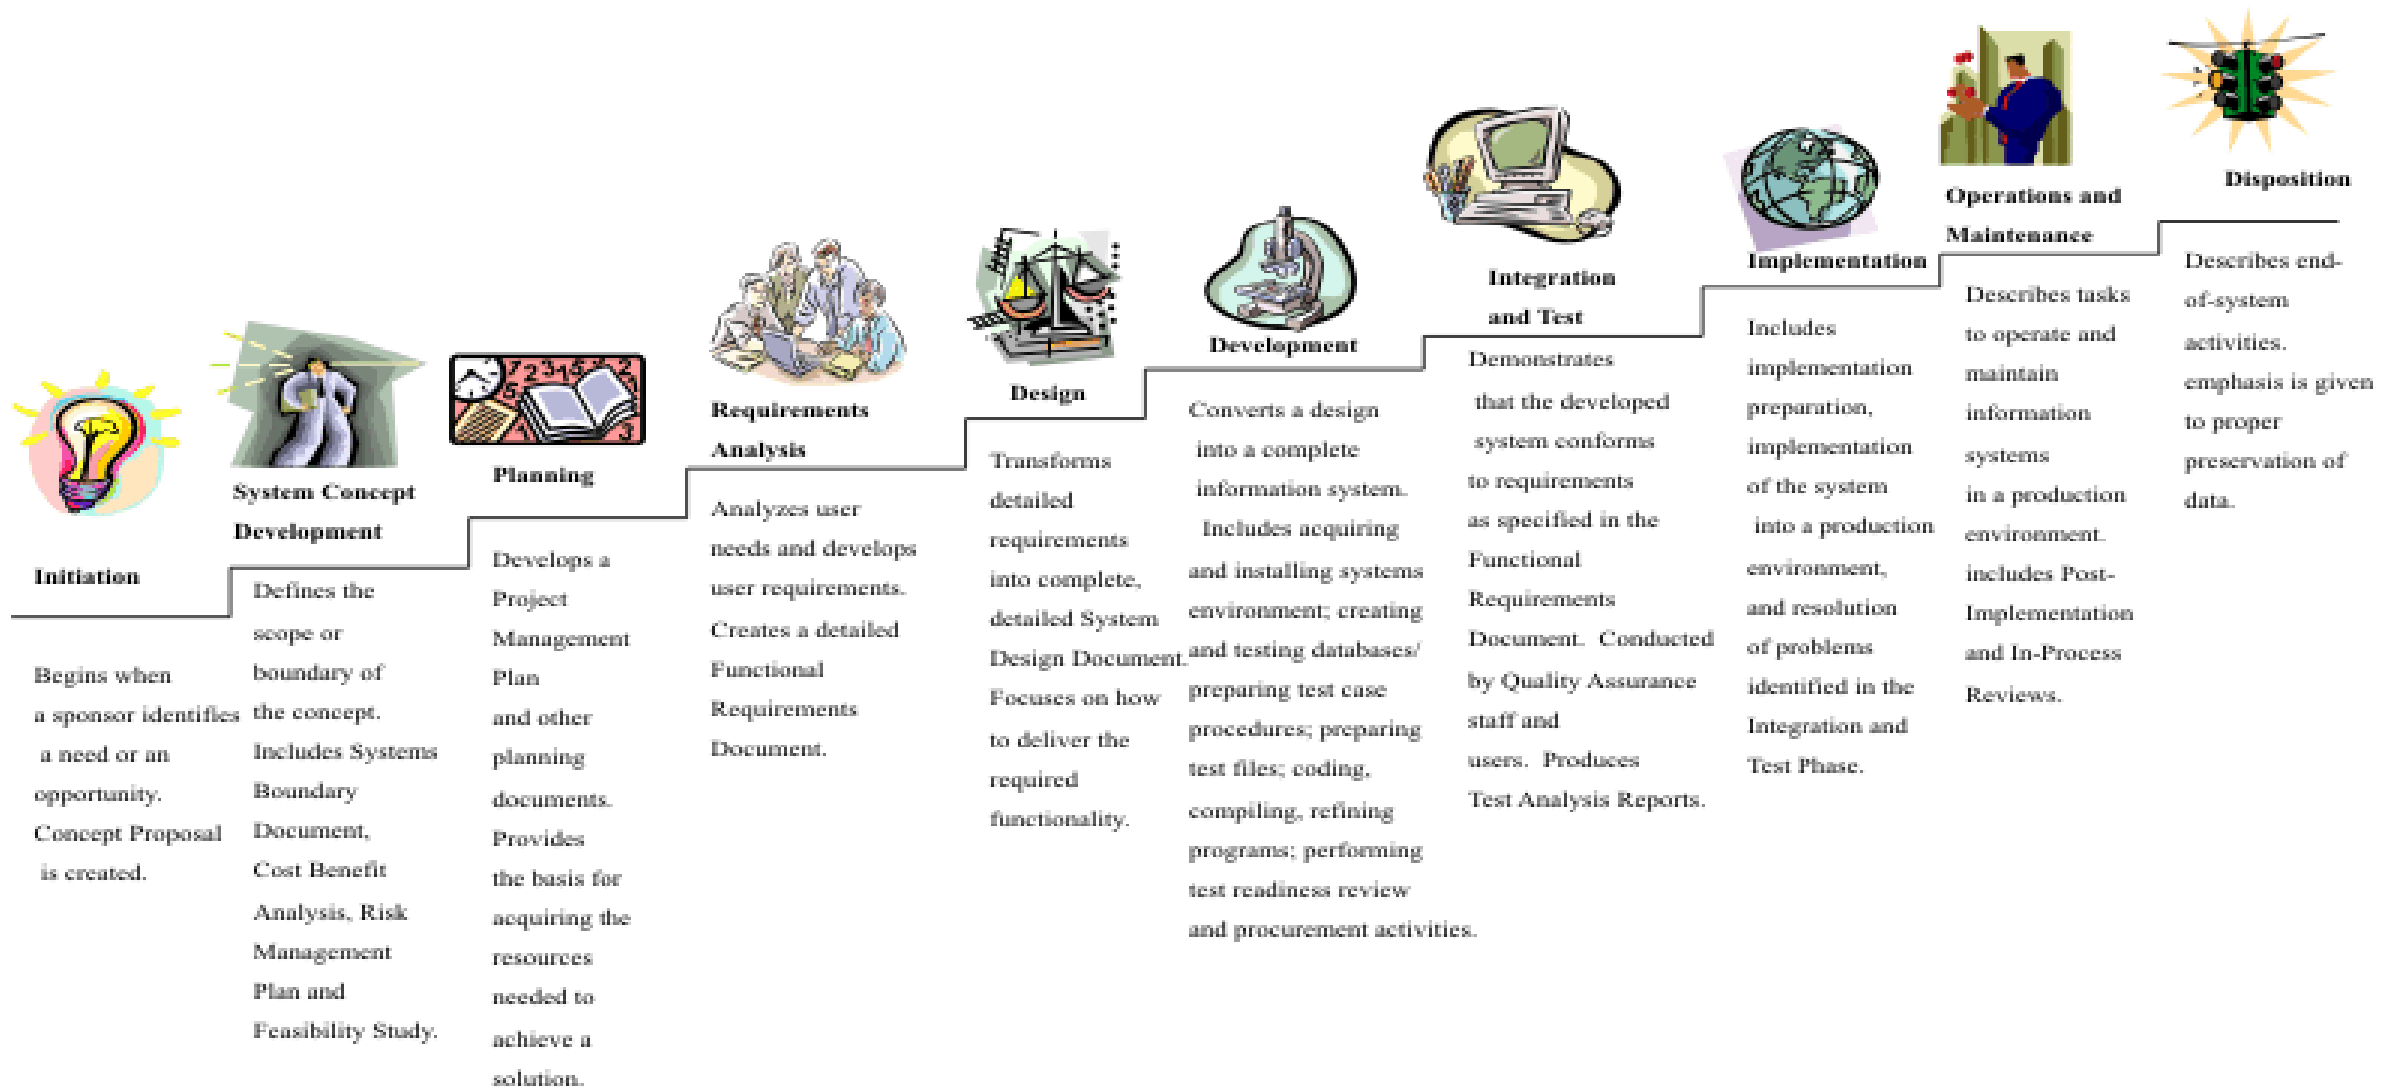 Initiation
Begins when
a sponsor identifies
a need or an
opportunity.
Concept Proposal
is created.
System Concept
Development
Defines the
scope or
boundary of
the concept.
Includes Systems
Boundary
Document,
Cost Benefit
Analysis, Risk
Management
Plan and
Feasibility Study.
Planning
Develops a
Project
Management
Plan
and other
planning
documents.
Provides
the basis for
acquiring the
resources
needed to
achieve a
solution.
Requirements
Analysis
Analyzes user
needs and develops
user requirements.
Creates a detailed
Functional
Requirements
Document.
Design
Transforms
detailed
requirements
into complete,
detailed System
Design Document.
Focuses on how
to deliver the
required
functionality.
Development
Converts a design
into a complete
information system.
Includes acquiring
and installing systems
environment; creating
and testing databases/
preparing test case
procedures; preparing
test files; coding,
compiling, refining
programs; performing
test readiness review
and procurement activities.
Integration
and Test
Demonstrates
that the developed
system conforms
to requirements
as specified in the
Functional
Requirements
Document. Conducted
by Quality Assurance
staff and
users. Produces
Test Analysis Reports.
Implementation
Includes
implementation
preparation,
implementation
of the system
into a production
environment,
and resolution
of problems
identified in the
Integration and
Test Phase.
Operations and
Maintenance
Describes tasks
to operate and
maintain
information
systems
in a production
environment.
includes Post-
Implementation
and In-Process
Reviews.
Disposition
Describes end-
of-system
activities.
emphasis is given
to proper
preservation of
data.